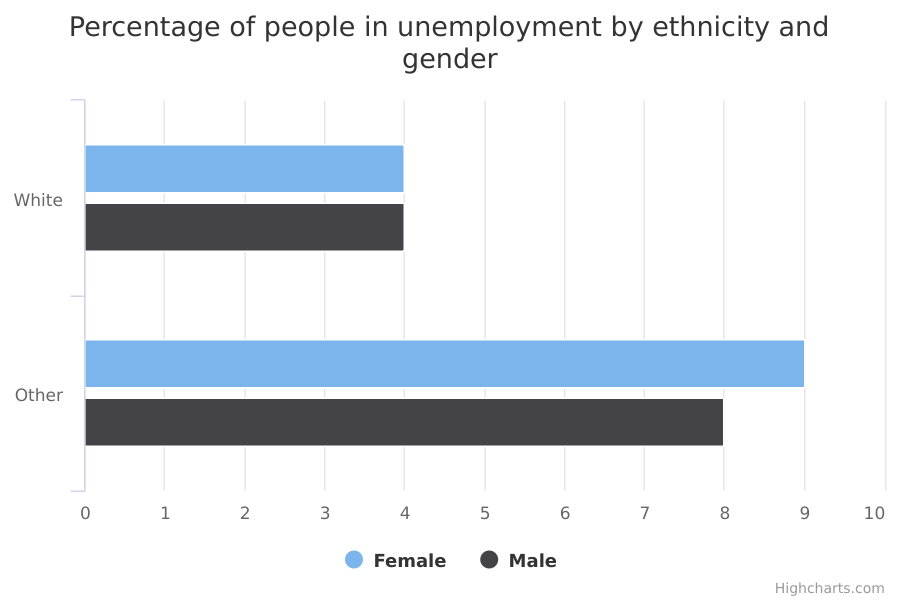 Percentage of people in unemployment by ethnicity and
gender
White
Other
0 1 2 3 4 5 6 7 8 9 10
Female Male
Highcharts.com